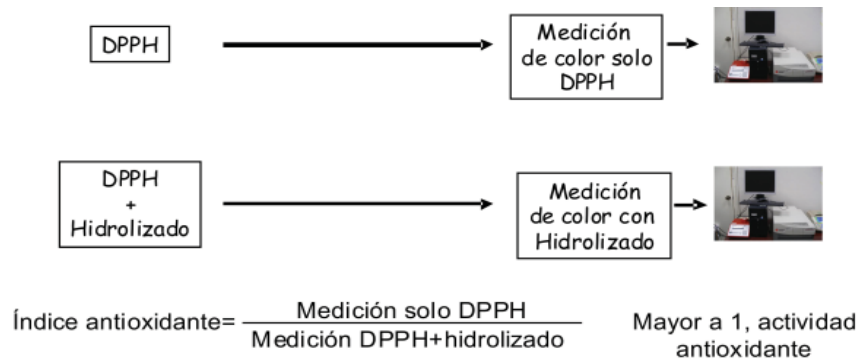 DPPH
Medición
de color solo
DPPH
DPPH
+
Hidrolizado
Medición
de color con
Hidrolizado
Índice antioxidante= Medición solo DPPH
Medición DPPH+hidrolizado
Mayor a 1, actividad
antioxidante